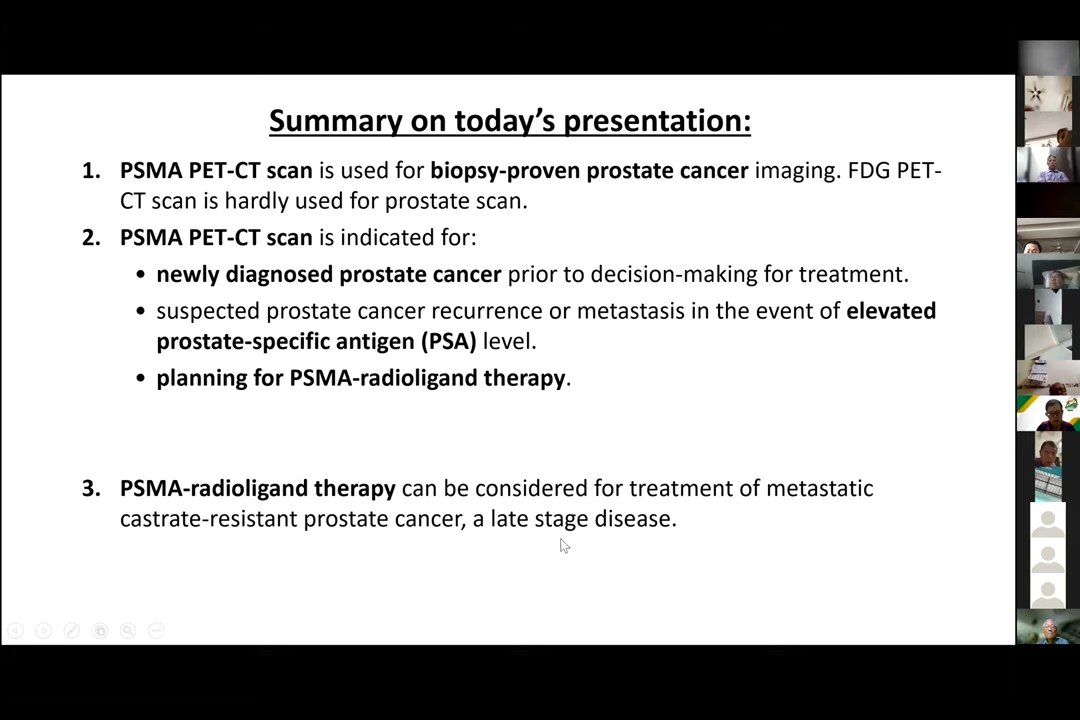 Summary on today’s presentation:
1. PSMA PET-CT scan is used for biopsy-proven prostate cancer imaging. FDG PET-
CT scan is hardly used for prostate scan.
2. PSMA PET-CT scan is indicated for:
• newly diagnosed prostate cancer prior to decision-making for treatment.
• suspected prostate cancer recurrence or metastasis in the event of elevated
prostate-specific antigen (PSA) level.
• planning for PSMA-radioligand therapy.
3. PSMA-radioligand therapy can be considered for treatment of metastatic
castrate-resistant prostate cancer, a late stage disease.